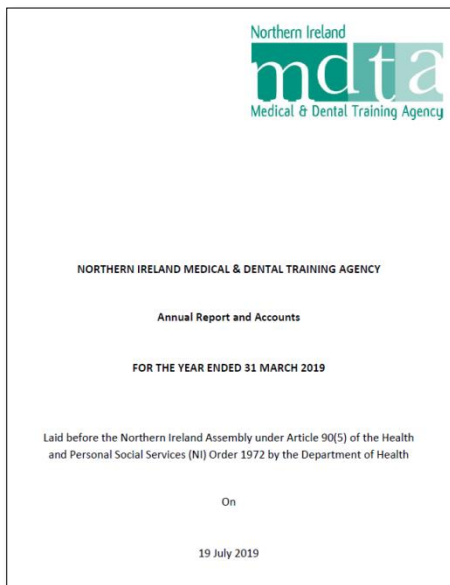 Northern Ireland
mdta
Medical & Dental Training Agency
NORTHERN IRELAND MEDICAL & DENTAL TRAINING AGENCY
Annual Report and Accounts
FOR THE YEAR ENDED 31 MARCH 2019
Laid before the Northern Ireland Assembly under Article 90(5) of the Health
and Personal Social Services (NI) Order 1972 by the Department of Health
On
19 July 2019